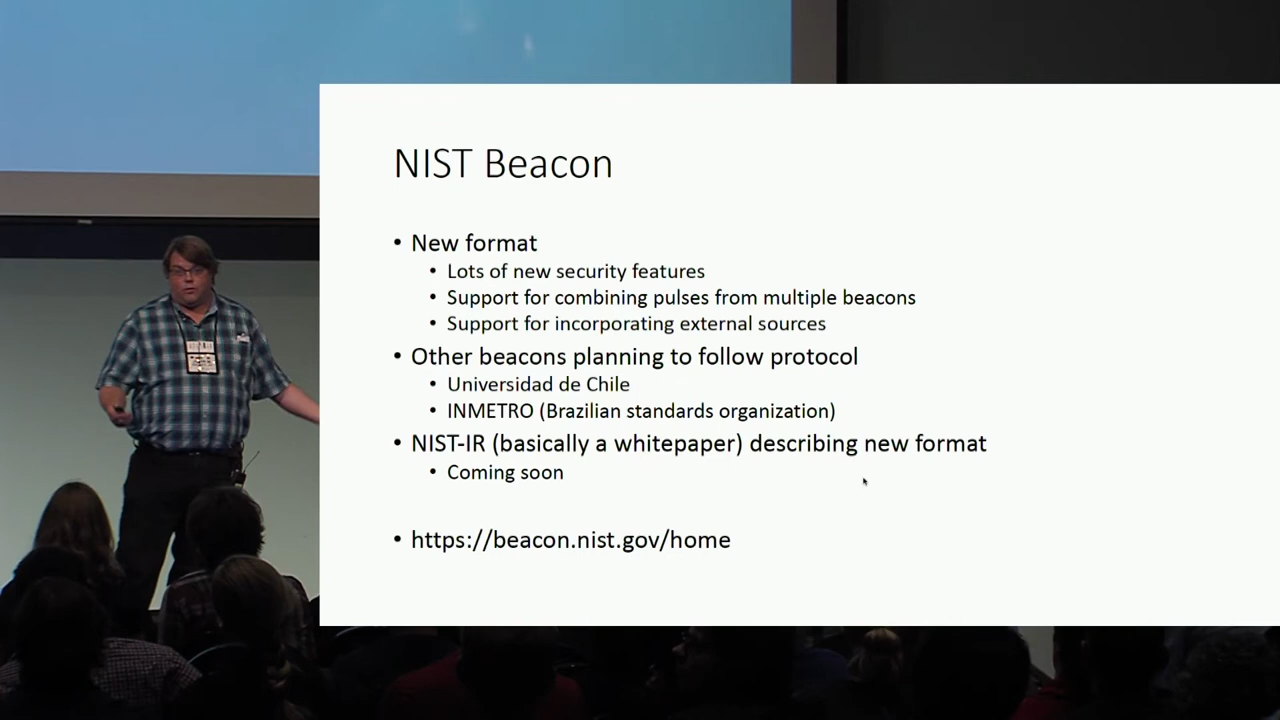 NIST Beacon
• New format
• Lots of new security features
• Support for combining pulses from multiple beacons
• Support for incorporating external sources
• Other beacons planning to follow protocol
• Universidad de Chile
• INMETRO (Brazilian standards organization)
• NIST-IR (basically a whitepaper) describing new format
• Coming soon
• https://beacon.nist.gov/home